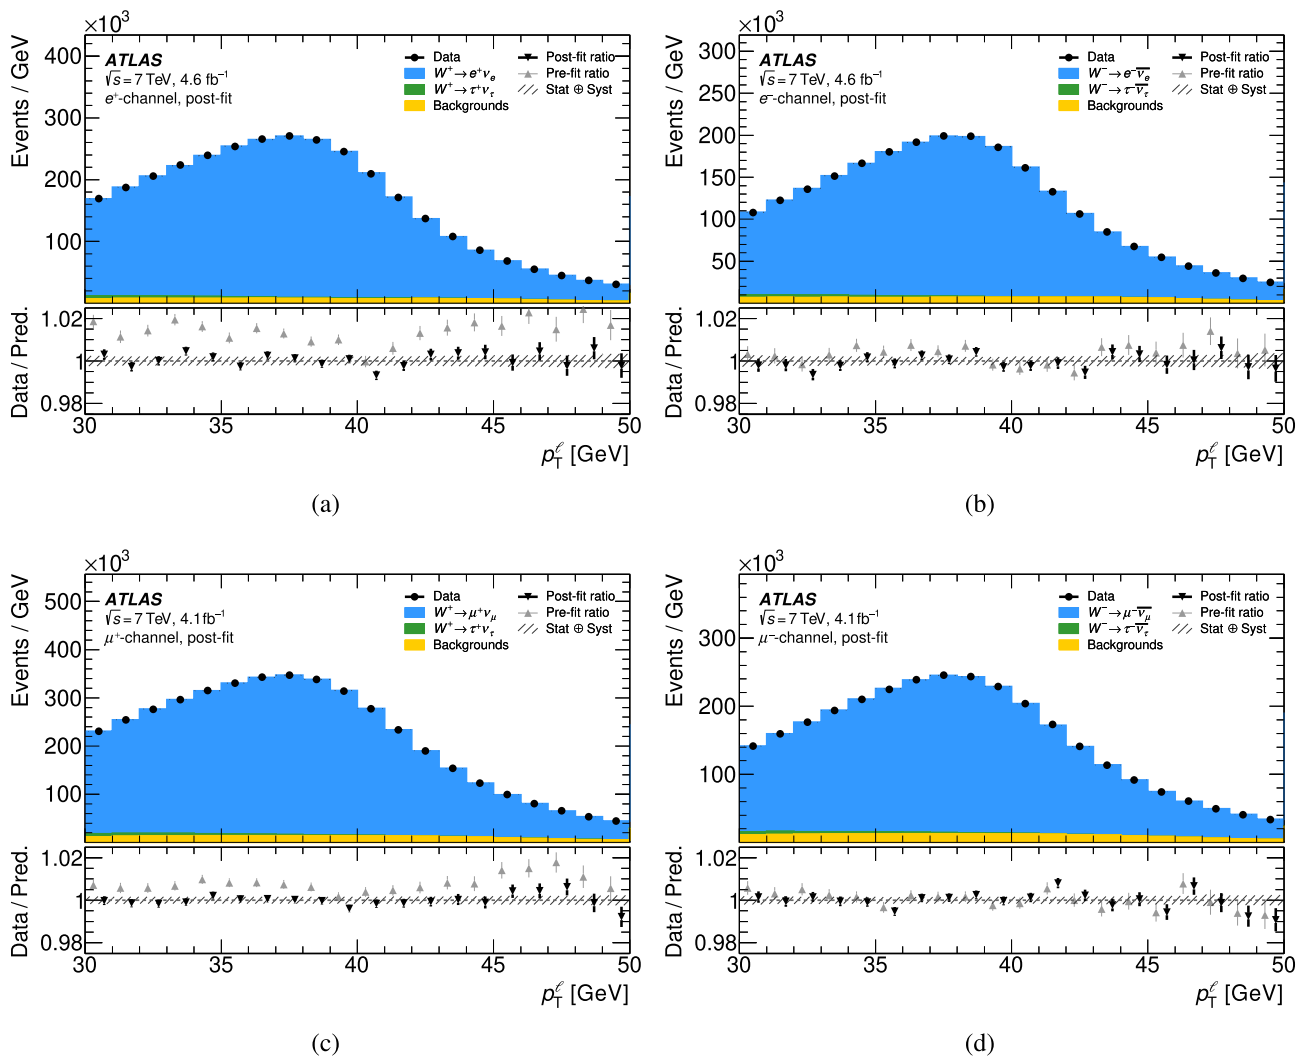 ×10³
Events / GeV
400
300
200
100
ATLAS
√s = 7 TeV, 4.6 fb⁻¹
e⁺-channel, post-fit
Data
W⁺→e⁺νₑ
W⁺→τ⁺ν_τ
Backgrounds
Post-fit ratio
Pre-fit ratio
Stat ⊕ Syst
Data / Pred.
1.02
1
0.98
30 35 40 45 50
p_T^ℓ [GeV]
(a)
×10³
Events / GeV
300
250
200
150
100
50
ATLAS
√s = 7 TeV, 4.6 fb⁻¹
e⁻-channel, post-fit
Data
W⁻→e⁻ν̅ₑ
W⁻→τ⁻ν̅_τ
Backgrounds
Post-fit ratio
Pre-fit ratio
Stat ⊕ Syst
Data / Pred.
1.02
1
0.98
30 35 40 45 50
p_T^ℓ [GeV]
(b)
×10³
Events / GeV
500
400
300
200
100
ATLAS
√s = 7 TeV, 4.1 fb⁻¹
μ⁺-channel, post-fit
Data
W⁺→μ⁺ν_μ
W⁺→τ⁺ν_τ
Backgrounds
Post-fit ratio
Pre-fit ratio
Stat ⊕ Syst
Data / Pred.
1.02
1
0.98
30 35 40 45 50
p_T^ℓ [GeV]
(c)
×10³
Events / GeV
300
200
100
ATLAS
√s = 7 TeV, 4.1 fb⁻¹
μ⁻-channel, post-fit
Data
W⁻→μ⁻ν̅_μ
W⁻→τ⁻ν̅_τ
Backgrounds
Post-fit ratio
Pre-fit ratio
Stat ⊕ Syst
Data / Pred.
1.02
1
0.98
30 35 40 45 50
p_T^ℓ [GeV]
(d)